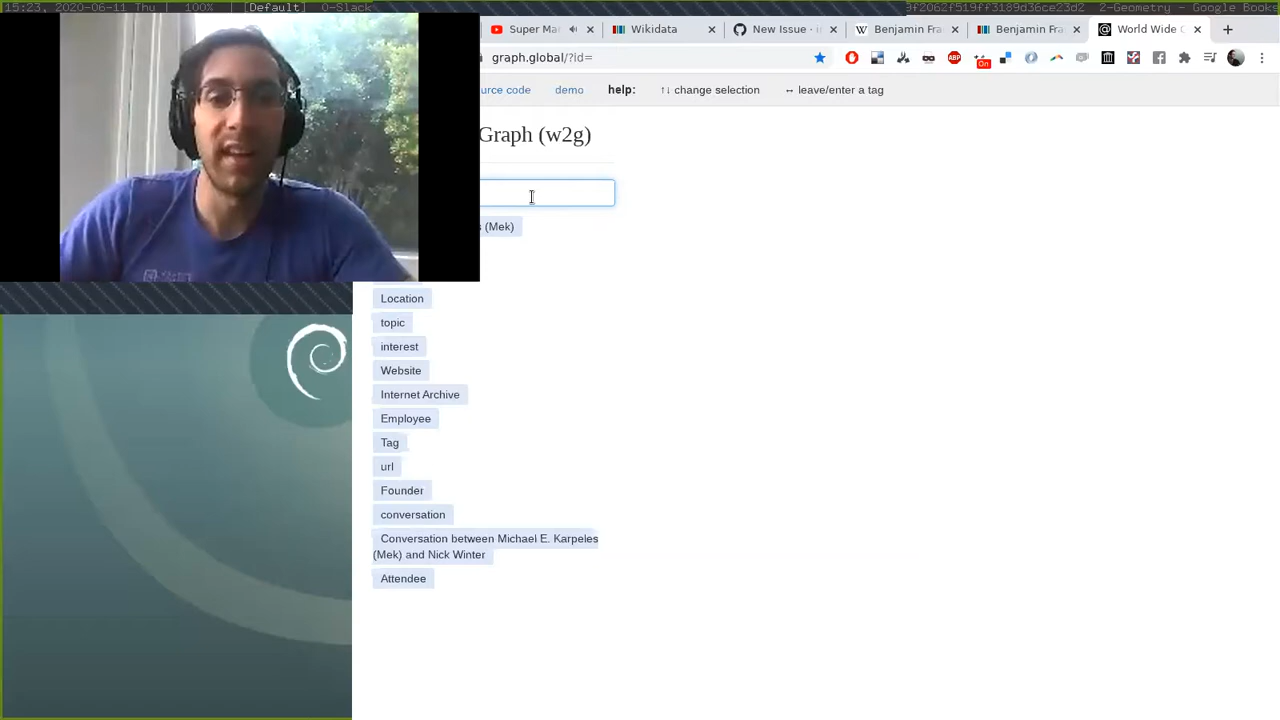 15:23, 2020-06-11 Thu | 100% | [Default] O-Slack
9f2062f519ff3189d36ce23d2 2-Geometry - Google Books
Super Ma
Wikidata
New Issue · i
Benjamin Fra
Benjamin Fra
World Wide
graph.global/?id=
ABP
On
urce code demo help: ↑↓ change selection ↔ leave/enter a tag
Graph (w2g)
(Mek)
Location
topic
interest
Website
Internet Archive
Employee
Tag
url
Founder
conversation
Conversation between Michael E. Karpeles
(Mek) and Nick Winter
Attendee